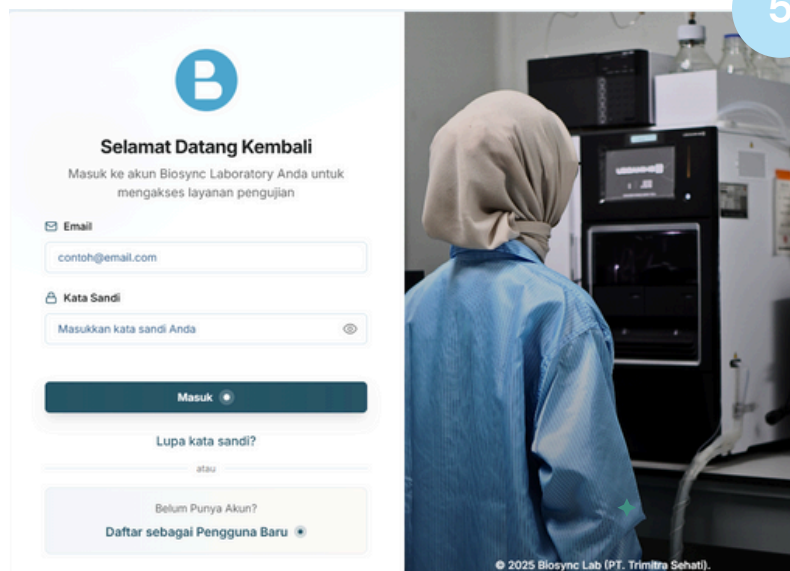 5
B
Selamat Datang Kembali
Masuk ke akun Biosync Laboratory Anda untuk
mengakses layanan pengujian
Email
contoh@email.com
Kata Sandi
Masukkan kata sandi Anda
Masuk
Lupa kata sandi?
atau
Belum Punya Akun?
Daftar sebagai Pengguna Baru
© 2025 Biosync Lab (PT. Trimitra Sehati).